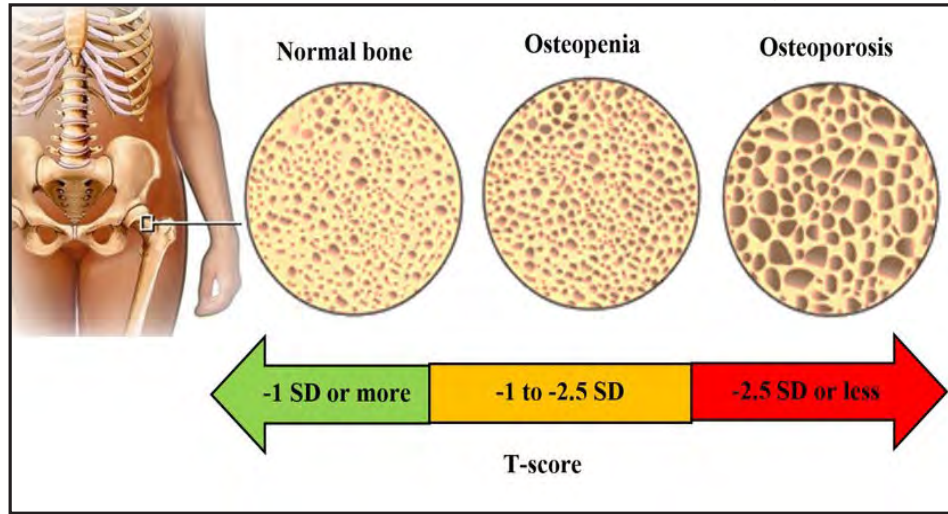 Normal bone
Osteopenia
Osteoporosis
-1 SD or more
-1 to -2.5 SD
-2.5 SD or less
T-score